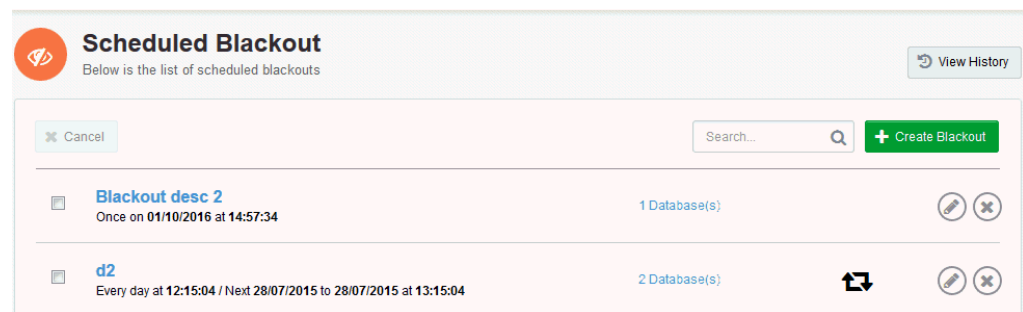 Scheduled Blackout
Below is the list of scheduled blackouts
View History
Cancel
Search...
Create Blackout
Blackout desc 2
Once on 01/10/2016 at 14:57:34
1 Database(s)
d2
Every day at 12:15:04 / Next 28/07/2015 to 28/07/2015 at 13:15:04
2 Database(s)